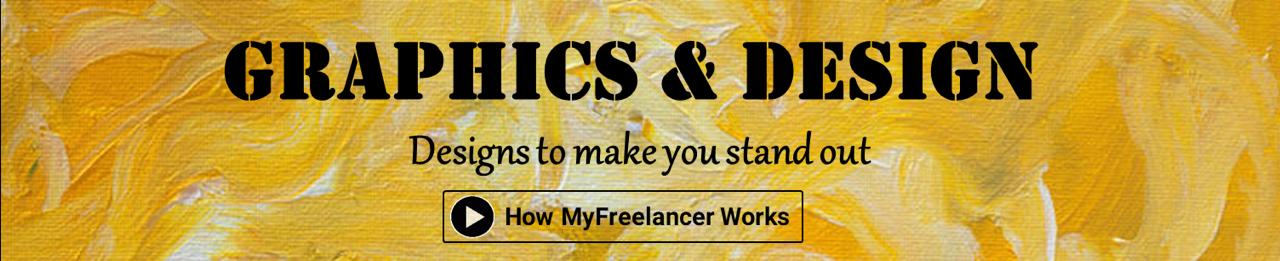 GRAPHICS & DESIGN
Designs to make you stand out
How MyFreelancer Works